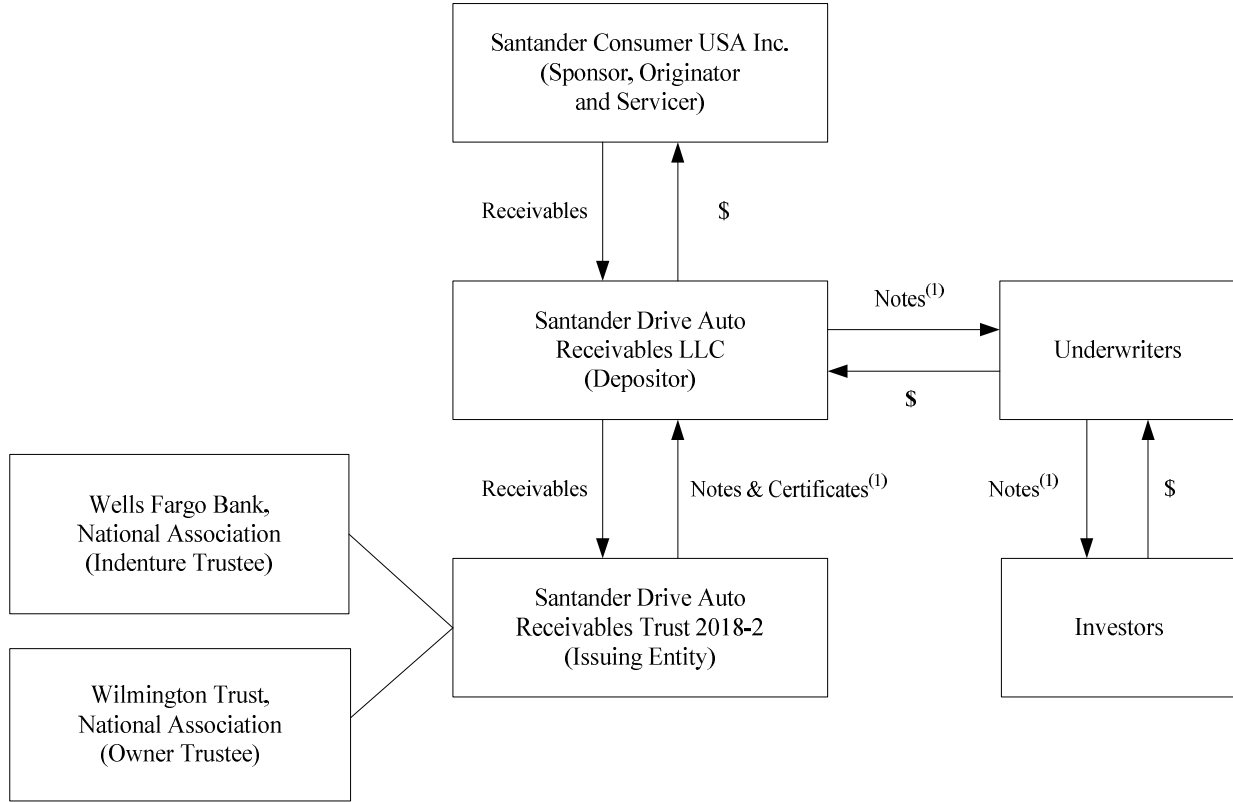 Santander Consumer USA Inc.
(Sponsor, Originator
and Servicer)
Receivables
$
Santander Drive Auto
Receivables LLC
(Depositor)
Notes(1)
$
Underwriters
Receivables
Notes & Certificates(1)
Notes(1)
$
Wells Fargo Bank,
National Association
(Indenture Trustee)
Santander Drive Auto
Receivables Trust 2018-2
(Issuing Entity)
Investors
Wilmington Trust,
National Association
(Owner Trustee)